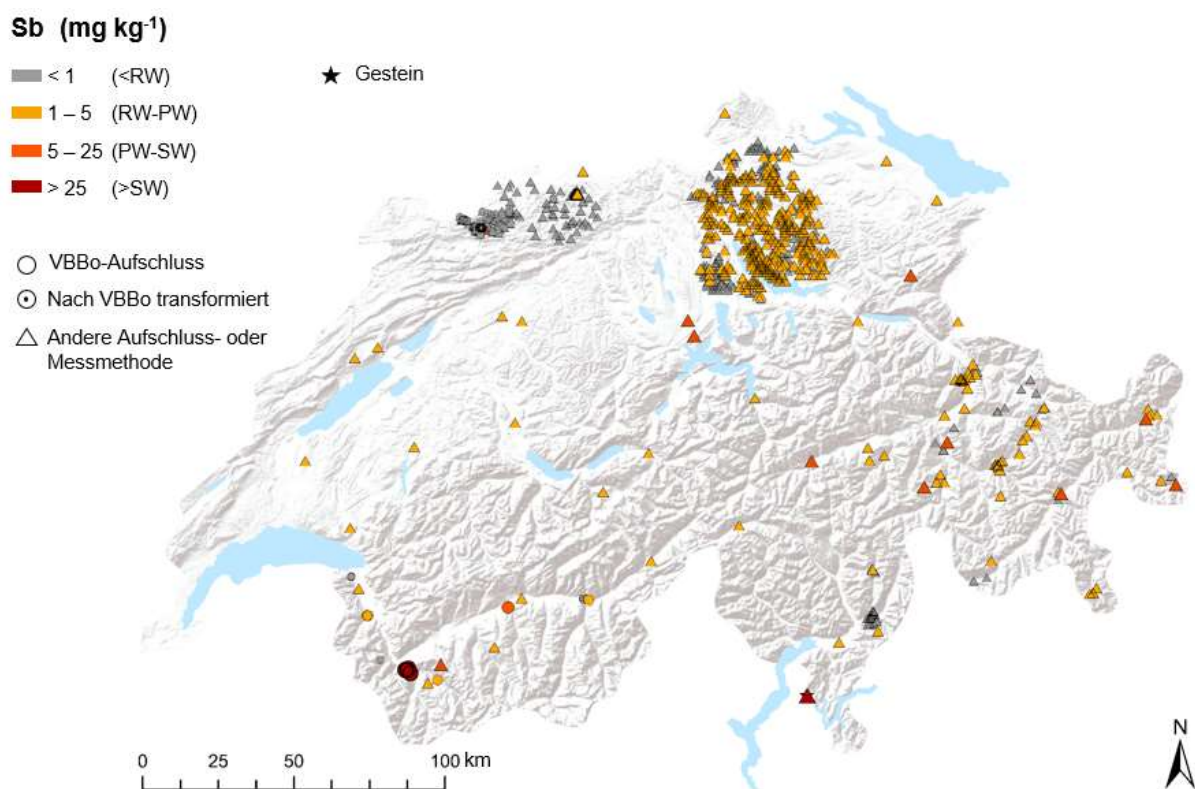 Sb (mg kg⁻¹)
< 1 (<RW)
1 – 5 (RW-PW)
5 – 25 (PW-SW)
> 25 (>SW)
★ Gestein
VBBo-Aufschluss
Nach VBBo transformiert
Andere Aufschluss- oder
Messmethode
0 25 50 100 km
N